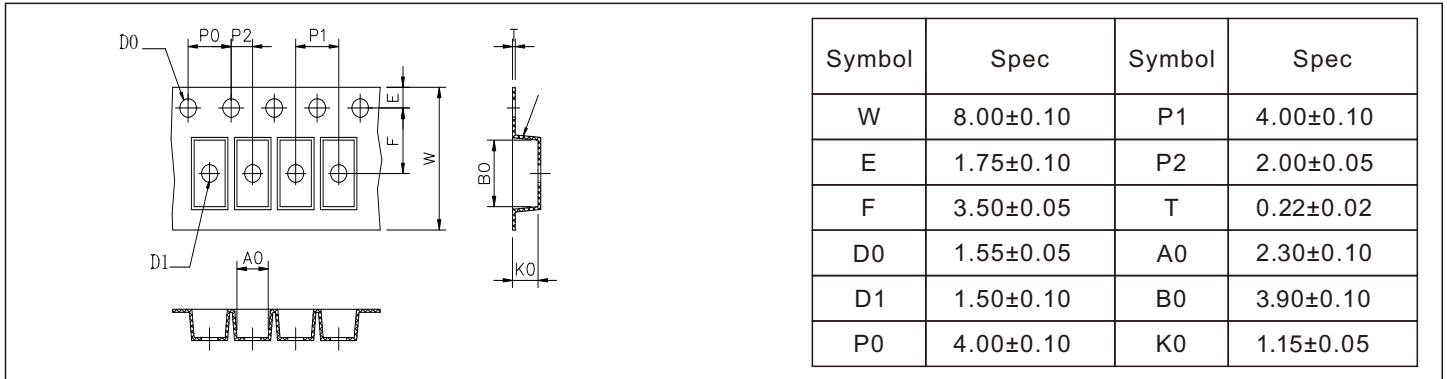 D0
P0
P2
P1
E
F
W
D1
A0
T
B0
K0
Symbol Spec Symbol Spec
W 8.00±0.10 P1 4.00±0.10
E 1.75±0.10 P2 2.00±0.05
F 3.50±0.05 T 0.22±0.02
D0 1.55±0.05 A0 2.30±0.10
D1 1.50±0.10 B0 3.90±0.10
P0 4.00±0.10 K0 1.15±0.05